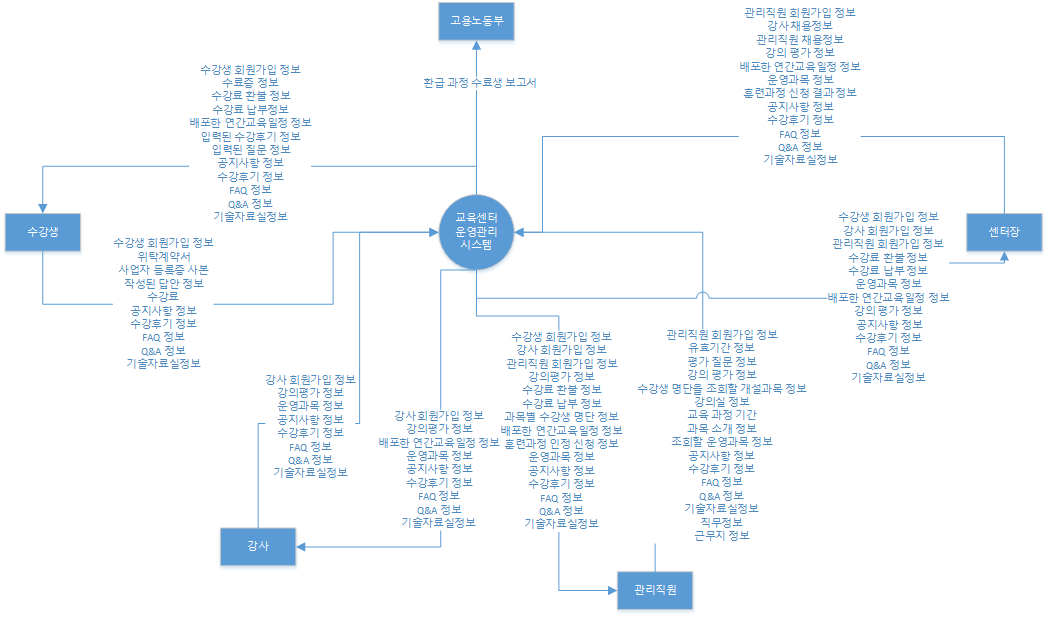 고용노동부
환급 과정 수료생 보고서
관리직원 회원가입 정보
강사 채용정보
관리직원 채용정보
강의 평가 정보
배포한 연간교육일정 정보
운영과목 정보
훈련과정 신청 결과 정보
공지사항 정보
수강후기 정보
FAQ 정보
Q&A 정보
기술자료실정보
수강생 회원가입 정보
수료증 정보
수강료 환불 정보
수강료 납부정보
배포한 연간교육일정 정보
입력된 수강후기 정보
입력된 질문 정보
공지사항 정보
수강후기 정보
FAQ 정보
Q&A 정보
기술자료실정보
수강생
교육센터
운영관리
시스템
센터장
수강생 회원가입 정보
위탁계약서
사업자 등록증 사본
작성된 답안 정보
수강료
공지사항 정보
수강후기 정보
FAQ 정보
Q&A 정보
기술자료실정보
수강생 회원가입 정보
강사 회원가입 정보
관리직원 회원가입 정보
수강료 환불 정보
수강료 납부 정보
운영과목 정보
배포한 연간교육일정 정보
강의 평가 정보
공지사항 정보
수강후기 정보
FAQ 정보
Q&A 정보
기술자료실정보
강사 회원가입 정보
강의평가 정보
운영과목 정보
공지사항 정보
수강후기 정보
FAQ 정보
Q&A 정보
기술자료실정보
강사 회원가입 정보
강의평가 정보
배포한 연간교육일정 정보
운영과목 정보
공지사항 정보
수강후기 정보
FAQ 정보
Q&A 정보
기술자료실정보
수강생 회원가입 정보
강사 회원가입 정보
관리직원 회원가입 정보
강의평가 정보
수강료 환불 정보
수강료 납부 정보
과목별 수강생 명단 정보
배포한 연간교육일정 정보
훈련과정 인정 신청 정보
운영과목 정보
공지사항 정보
수강후기 정보
FAQ 정보
Q&A 정보
기술자료실정보
관리직원 회원가입 정보
유효기간 정보
평가 질문 정보
강의 평가 정보
수강생 명단을 조회할 개설과목 정보
강의실 정보
교육 과정 기간
과목 소개 정보
조회할 운영과목 정보
공지사항 정보
수강후기 정보
FAQ 정보
Q&A 정보
기술자료실정보
직무정보
근무지 정보
강사
관리직원